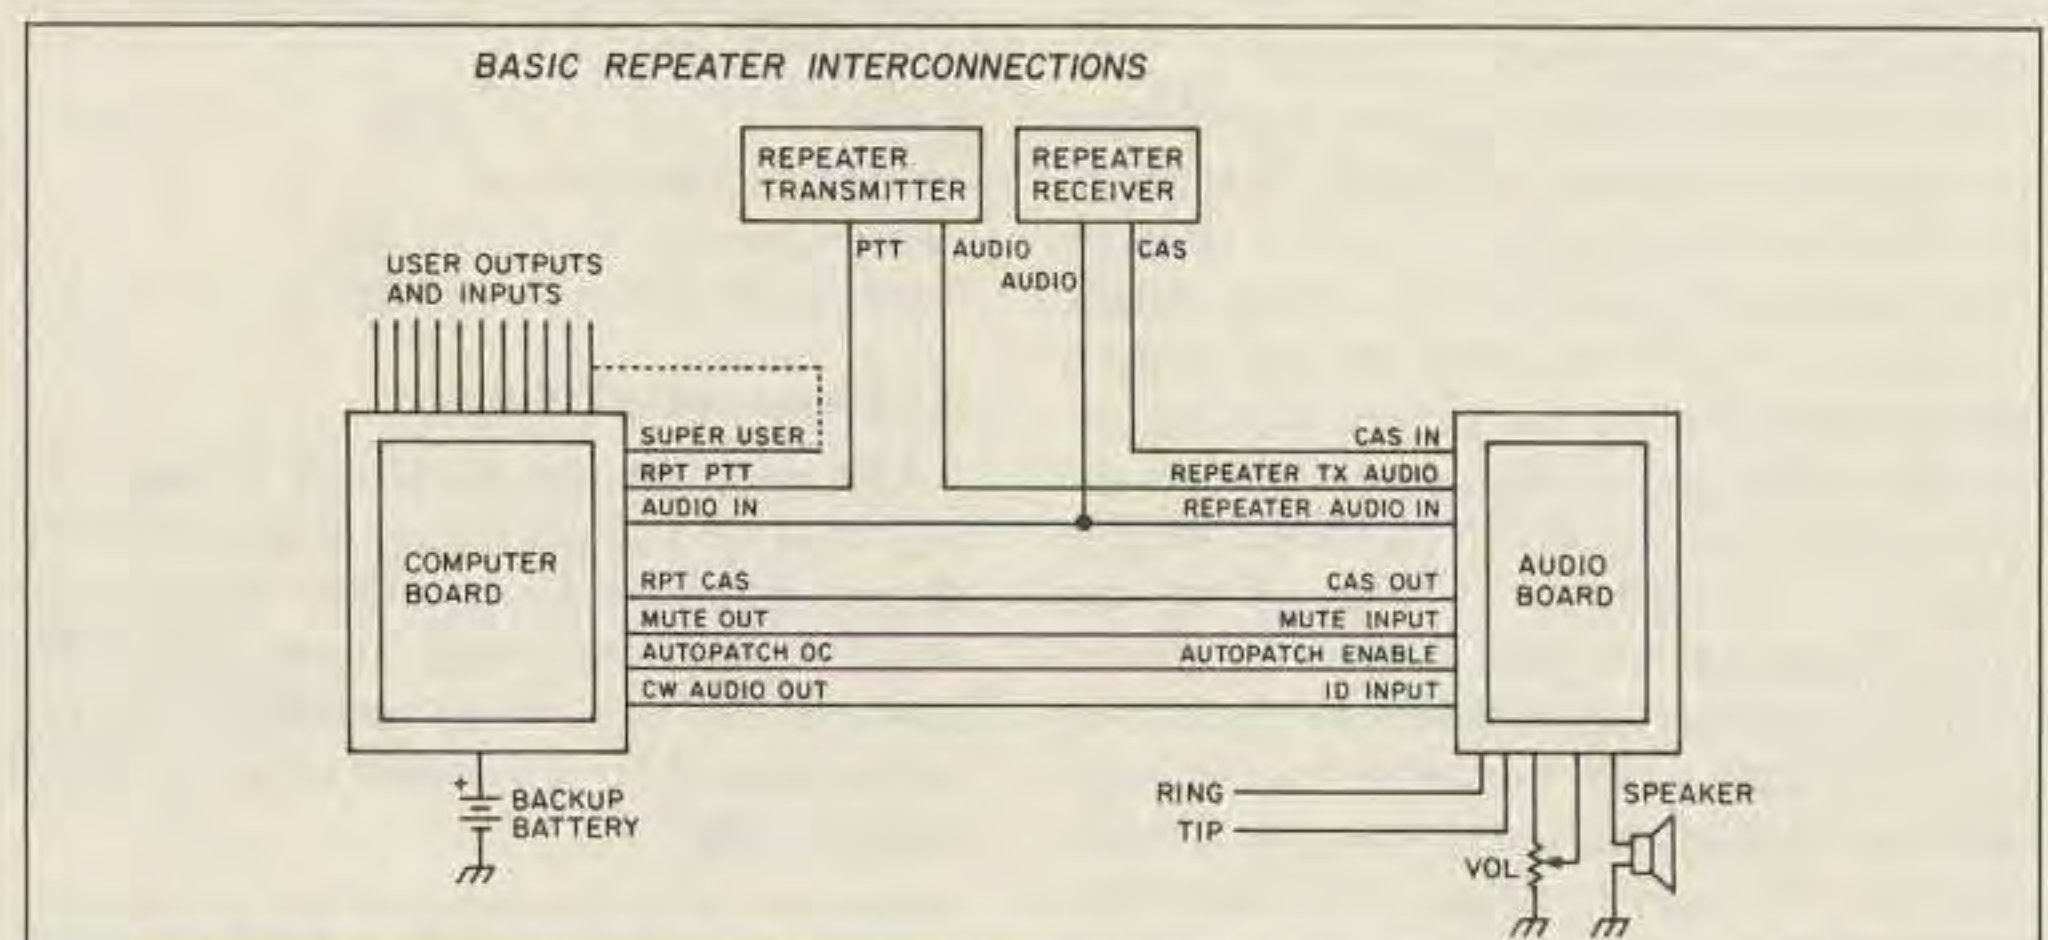 BASIC REPEATER INTERCONNECTIONS
REPEATER
TRANSMITTER
REPEATER
RECEIVER
PTT
AUDIO
AUDIO
CAS
USER OUTPUTS
AND INPUTS
SUPER USER
RPT PTT
AUDIO IN
RPT CAS
MUTE OUT
AUTOPATCH OC
CW AUDIO OUT
COMPUTER
BOARD
CAS IN
REPEATER TX AUDIO
REPEATER AUDIO IN
CAS OUT
MUTE INPUT
AUTOPATCH ENABLE
ID INPUT
AUDIO
BOARD
+
BACKUP
BATTERY
RING
TIP
VOL
SPEAKER